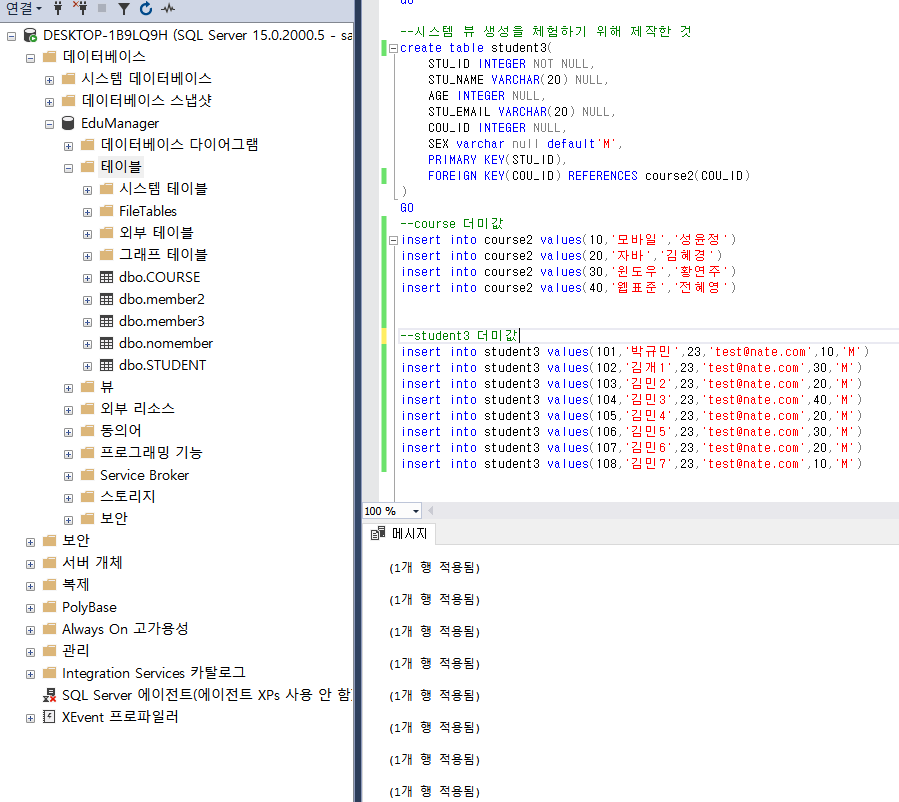 연결
DESKTOP-1B9LQ9H (SQL Server 15.0.2000.5 - sa
데이터베이스
시스템 데이터베이스
데이터베이스 스냅샷
EduManager
데이터베이스 다이어그램
테이블
시스템 테이블
FileTables
외부 테이블
그래프 테이블
dbo.COURSE
dbo.member2
dbo.member3
dbo.nomember
dbo.STUDENT
뷰
외부 리소스
동의어
프로그래밍 기능
Service Broker
스토리지
보안
보안
서버 개체
복제
PolyBase
Always On 고가용성
관리
Integration Services 카탈로그
SQL Server 에이전트(에이전트 XPs 사용 안 함)
XEvent 프로파일러
GO
--시스템 뷰 생성을 체험하기 위해 제작한 것
create table student3(
STU_ID INTEGER NOT NULL,
STU_NAME VARCHAR(20) NULL,
AGE INTEGER NULL,
STU_EMAIL VARCHAR(20) NULL,
COU_ID INTEGER NULL,
SEX varchar null default'M',
PRIMARY KEY(STU_ID),
FOREIGN KEY(COU_ID) REFERENCES course2(COU_ID)
)
GO
--course 더미값
insert into course2 values(10,'모바일','성윤정')
insert into course2 values(20,'자바','김혜경')
insert into course2 values(30,'윈도우','황연주')
insert into course2 values(40,'웹표준','전혜영')
--student3 더미값
insert into student3 values(101,'박규민',23,'test@nate.com',10,'M')
insert into student3 values(102,'김개1',23,'test@nate.com',30,'M')
insert into student3 values(103,'김민2',23,'test@nate.com',20,'M')
insert into student3 values(104,'김민3',23,'test@nate.com',40,'M')
insert into student3 values(105,'김민4',23,'test@nate.com',20,'M')
insert into student3 values(106,'김민5',23,'test@nate.com',30,'M')
insert into student3 values(107,'김민6',23,'test@nate.com',20,'M')
insert into student3 values(108,'김민7',23,'test@nate.com',10,'M')
100 %
메시지
(1개 행 적용됨)
(1개 행 적용됨)
(1개 행 적용됨)
(1개 행 적용됨)
(1개 행 적용됨)
(1개 행 적용됨)
(1개 행 적용됨)
(1개 행 적용됨)